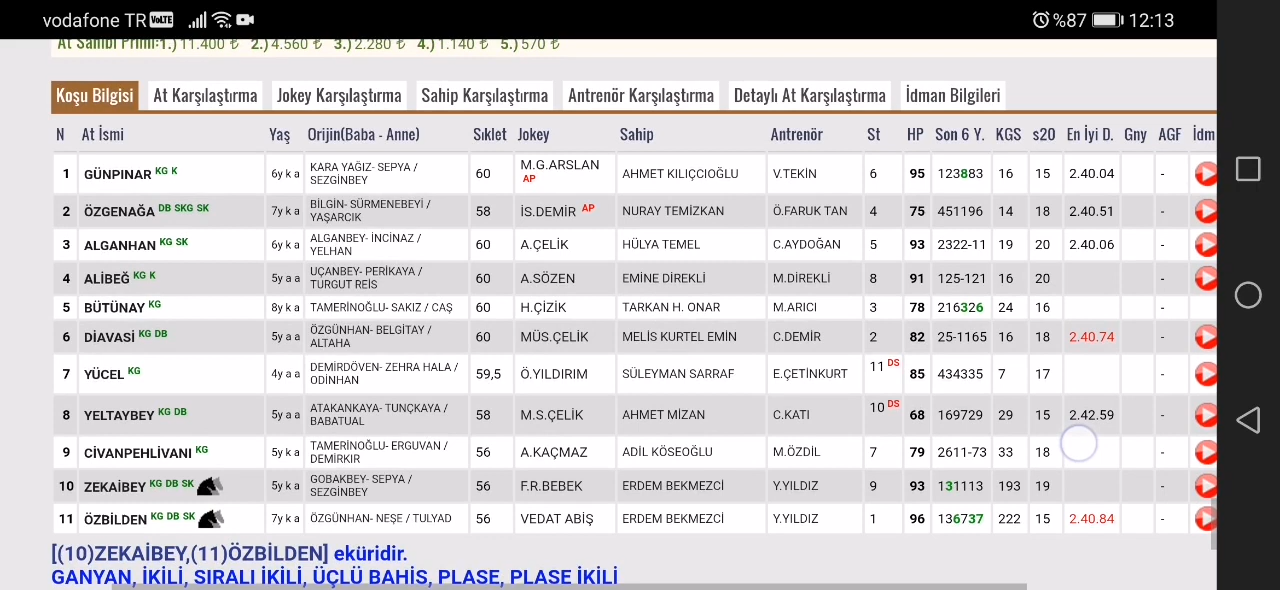 vodafone TR VoLTE %87 12:13
At Sahibi Primi:1.) 11.400 ₺ 2.) 4.560 ₺ 3.) 2.280 ₺ 4.) 1.140 ₺ 5.) 570 ₺
Koşu Bilgisi At Karşılaştırma Jokey Karşılaştırma Sahip Karşılaştırma Antrenör Karşılaştırma Detaylı At Karşılaştırma İdman Bilgileri
N At İsmi Yaş Orijin(Baba - Anne) Sıklet Jokey Sahip Antrenör St HP Son 6 Y. KGS s20 En İyi D. Gny AGF İdm
1 GÜNPINAR KG K 6y k a KARA YAĞIZ- SEPYA / SEZGİNBEY 60 M.G.ARSLAN AP AHMET KILIÇCIOĞLU V.TEKİN 6 95 123883 16 15 2.40.04 -
2 ÖZGENAĞA DB SKG SK 7y k a BİLGİN- SÜRMENEBEYİ / YAŞARCIK 58 İS.DEMİR AP NURAY TEMİZKAN Ö.FARUK TAN 4 75 451196 14 18 2.40.51 -
3 ALGANHAN KG SK 6y k a ALGANBEY- İNCİNAZ / YELHAN 60 A.ÇELİK HÜLYA TEMEL C.AYDOĞAN 5 93 2322-11 19 20 2.40.06 -
4 ALİBEĞ KG K 5y a a UÇANBEY- PERİKAYA / TURGUT REİS 60 A.SÖZEN EMİNE DİREKLİ M.DİREKLİ 8 91 125-121 16 20 -
5 BÜTÜNAY KG 8y k a TAMERİNOĞLU- SAKIZ / CAŞ 60 H.ÇİZİK TARKAN H. ONAR M.ARICI 3 78 216326 24 16 -
6 DİAVASİ KG DB 5y a a ÖZGÜNHAN- BELGİTAY / ALTAHA 60 MÜS.ÇELİK MELİS KURTEL EMİN C.DEMİR 2 82 25-1165 16 18 2.40.74 -
7 YÜCEL KG 4y a a DEMİRDÖVEN- ZEHRA HALA / ODİNHAN 59,5 Ö.YILDIRIM SÜLEYMAN SARRAF E.ÇETİNKURT 11 DS 85 434335 7 17 -
8 YELTAYBEY KG DB 5y a a ATAKANKAYA- TUNÇKAYA / BABATUAL 58 M.S.ÇELİK AHMET MİZAN C.KATI 10 DS 68 169729 29 15 2.42.59 -
9 CİVANPEHLİVANI KG 5y k a TAMERİNOĞLU- ERGUVAN / DEMİRKIR 56 A.KAÇMAZ ADİL KÖSEOĞLU M.ÖZDİL 7 79 2611-73 33 18 -
10 ZEKAİBEY KG DB SK 5y k a GOBAKBEY- SEPYA / SEZGİNBEY 56 F.R.BEBEK ERDEM BEKMEZCİ Y.YILDIZ 9 93 131113 193 19 -
11 ÖZBİLDEN KG DB SK 7y k a ÖZGÜNHAN- NEŞE / TULYAD 56 VEDAT ABİŞ ERDEM BEKMEZCİ Y.YILDIZ 1 96 136737 222 15 2.40.84 -
[(10)ZEKAİBEY,(11)ÖZBİLDEN] eküridir.
GANYAN, İKİLİ, SIRALI İKİLİ, ÜÇLÜ BAHİS, PLASE, PLASE İKİLİ